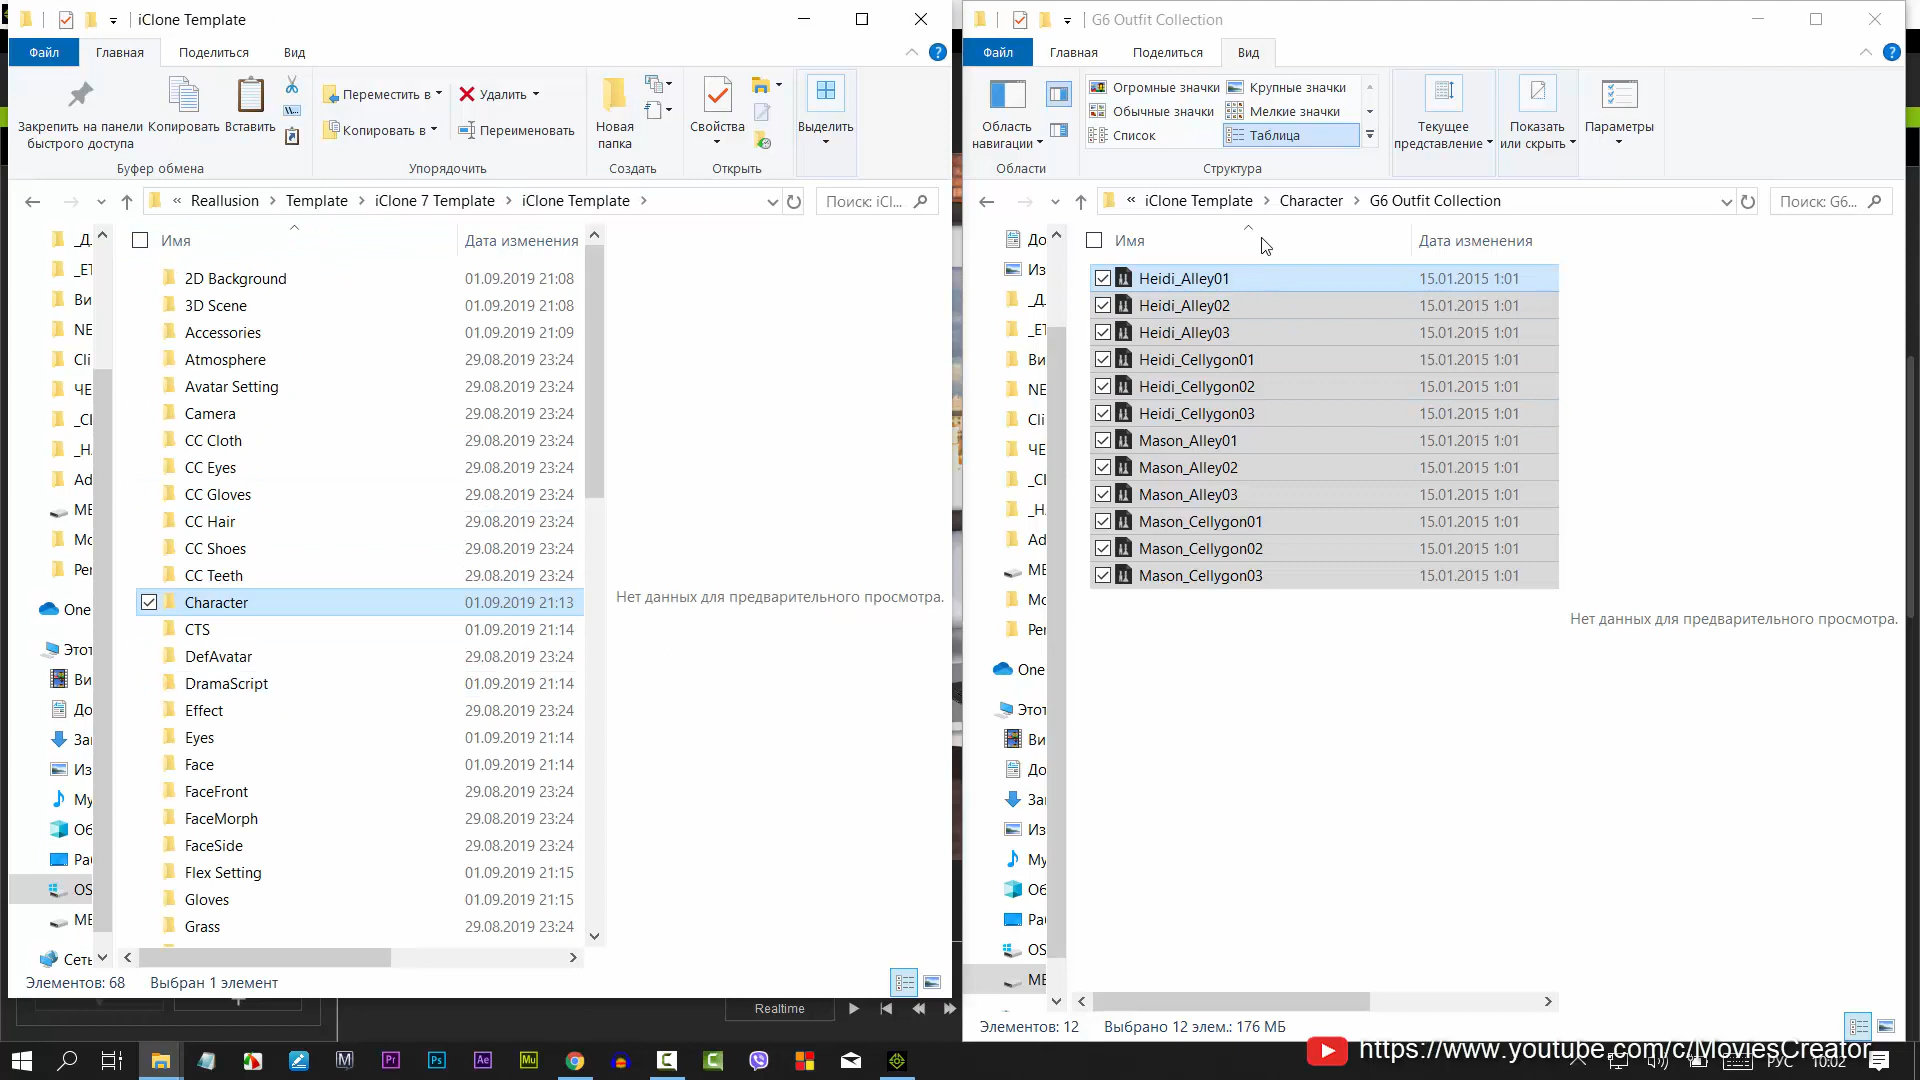 iClone Template
Файл Главная Поделиться Вид
Закрепить на панели быстрого доступа
Копировать
Вставить
Переместить в
Копировать в
Удалить
Переименовать
Новая папка
Свойства
Выделить
Буфер обмена Упорядочить Создать Открыть
« Reallusion Template iClone 7 Template iClone Template
Поиск: iCl...
Имя Дата изменения
2D Background 01.09.2019 21:08
3D Scene 01.09.2019 21:08
Accessories 01.09.2019 21:09
Atmosphere 29.08.2019 23:24
Avatar Setting 29.08.2019 23:24
Camera 29.08.2019 23:24
CC Cloth 29.08.2019 23:24
CC Eyes 29.08.2019 23:24
CC Gloves 29.08.2019 23:24
CC Hair 29.08.2019 23:24
CC Shoes 29.08.2019 23:24
CC Teeth 29.08.2019 23:24
Character 01.09.2019 21:13
CTS 01.09.2019 21:14
DefAvatar 29.08.2019 23:24
DramaScript 01.09.2019 21:14
Effect 29.08.2019 23:24
Eyes 01.09.2019 21:14
Face 01.09.2019 21:14
FaceFront 29.08.2019 23:24
FaceMorph 29.08.2019 23:24
FaceSide 29.08.2019 23:24
Flex Setting 01.09.2019 21:15
Gloves 01.09.2019 21:15
Grass 29.08.2019 23:24
Нет данных для предварительного просмотра.
Элементов: 68 Выбран 1 элемент
Realtime
G6 Outfit Collection
Файл Главная Поделиться Вид
Область навигации
Огромные значки Крупные значки
Обычные значки Мелкие значки
Список Таблица
Текущее представление
Показать или скрыть
Параметры
Области Структура
« iClone Template Character G6 Outfit Collection
Поиск: G6...
Имя Дата изменения
Heidi_Alley01 15.01.2015 1:01
Heidi_Alley02 15.01.2015 1:01
Heidi_Alley03 15.01.2015 1:01
Heidi_Cellygon01 15.01.2015 1:01
Heidi_Cellygon02 15.01.2015 1:01
Heidi_Cellygon03 15.01.2015 1:01
Mason_Alley01 15.01.2015 1:01
Mason_Alley02 15.01.2015 1:01
Mason_Alley03 15.01.2015 1:01
Mason_Cellygon01 15.01.2015 1:01
Mason_Cellygon02 15.01.2015 1:01
Mason_Cellygon03 15.01.2015 1:01
Нет данных для предварительного просмотра.
Элементов: 12 Выбрано 12 элем.: 176 МБ
https://www.youtube.com/c/MoviesCreator
РУС 10:02